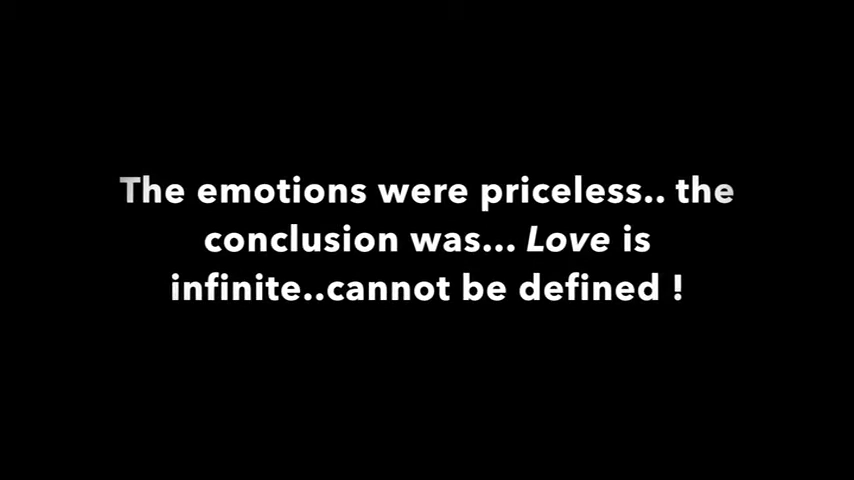 The emotions were priceless.. the
conclusion was... Love is
infinite..cannot be defined !